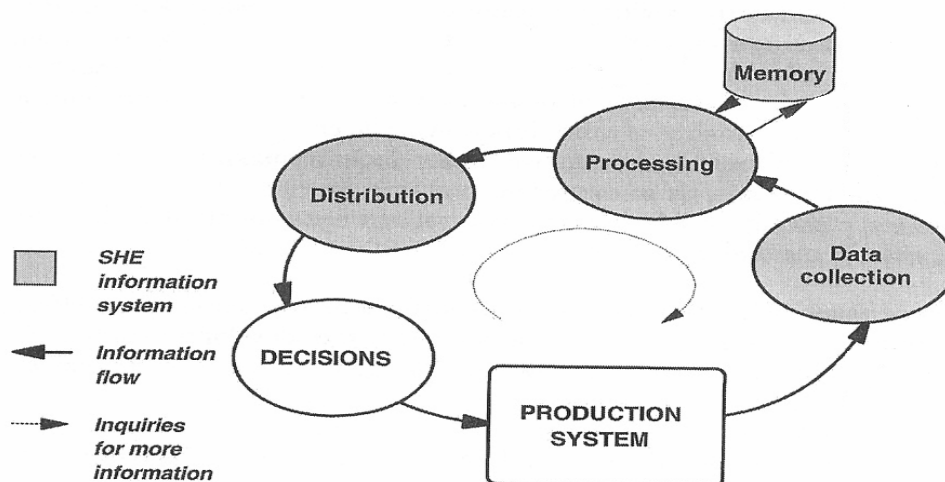 Memory
Processing
Distribution
Data
collection
SHE
information
system
Information
flow
Inquiries
for more
information
DECISIONS
PRODUCTION
SYSTEM